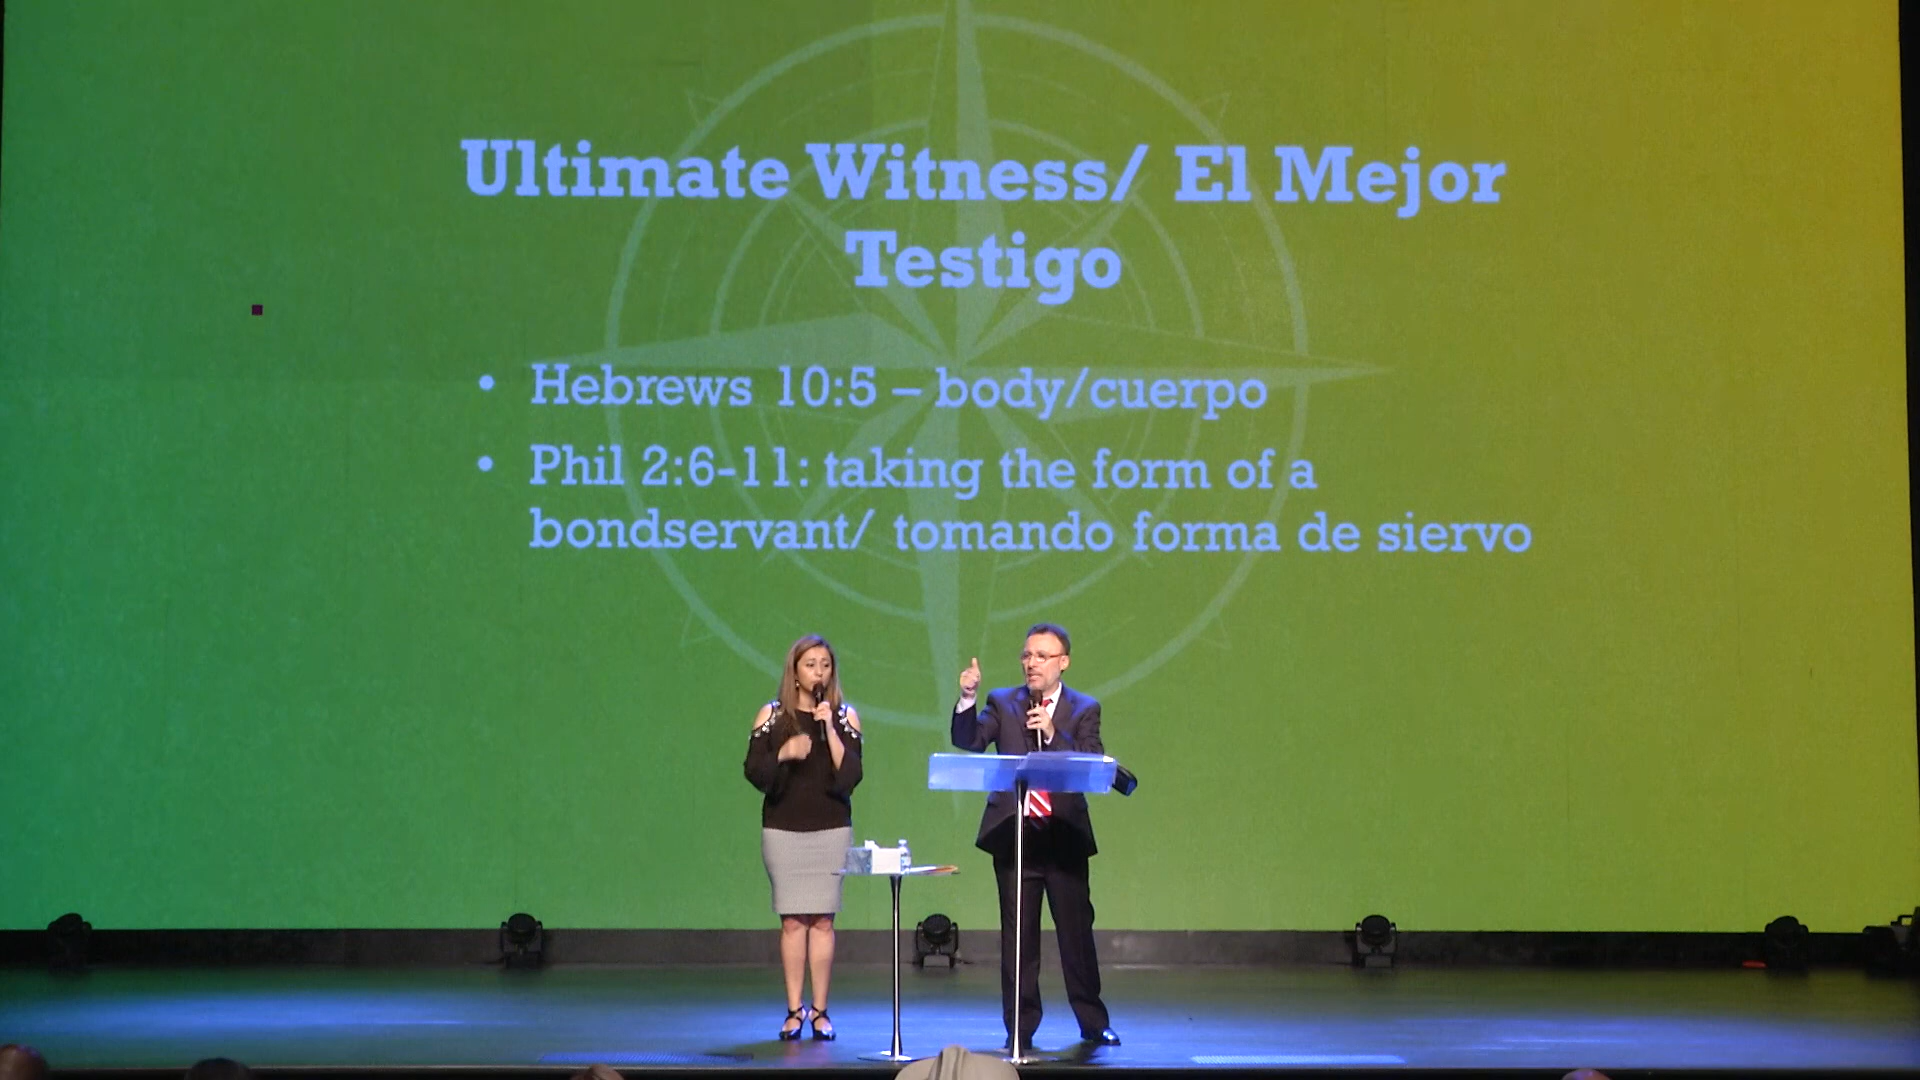 Ultimate Witness/ El Mejor
Testigo
• Hebrews 10:5 – body/cuerpo
• Phil 2:6-11: taking the form of a
bondservant/ tomando forma de siervo